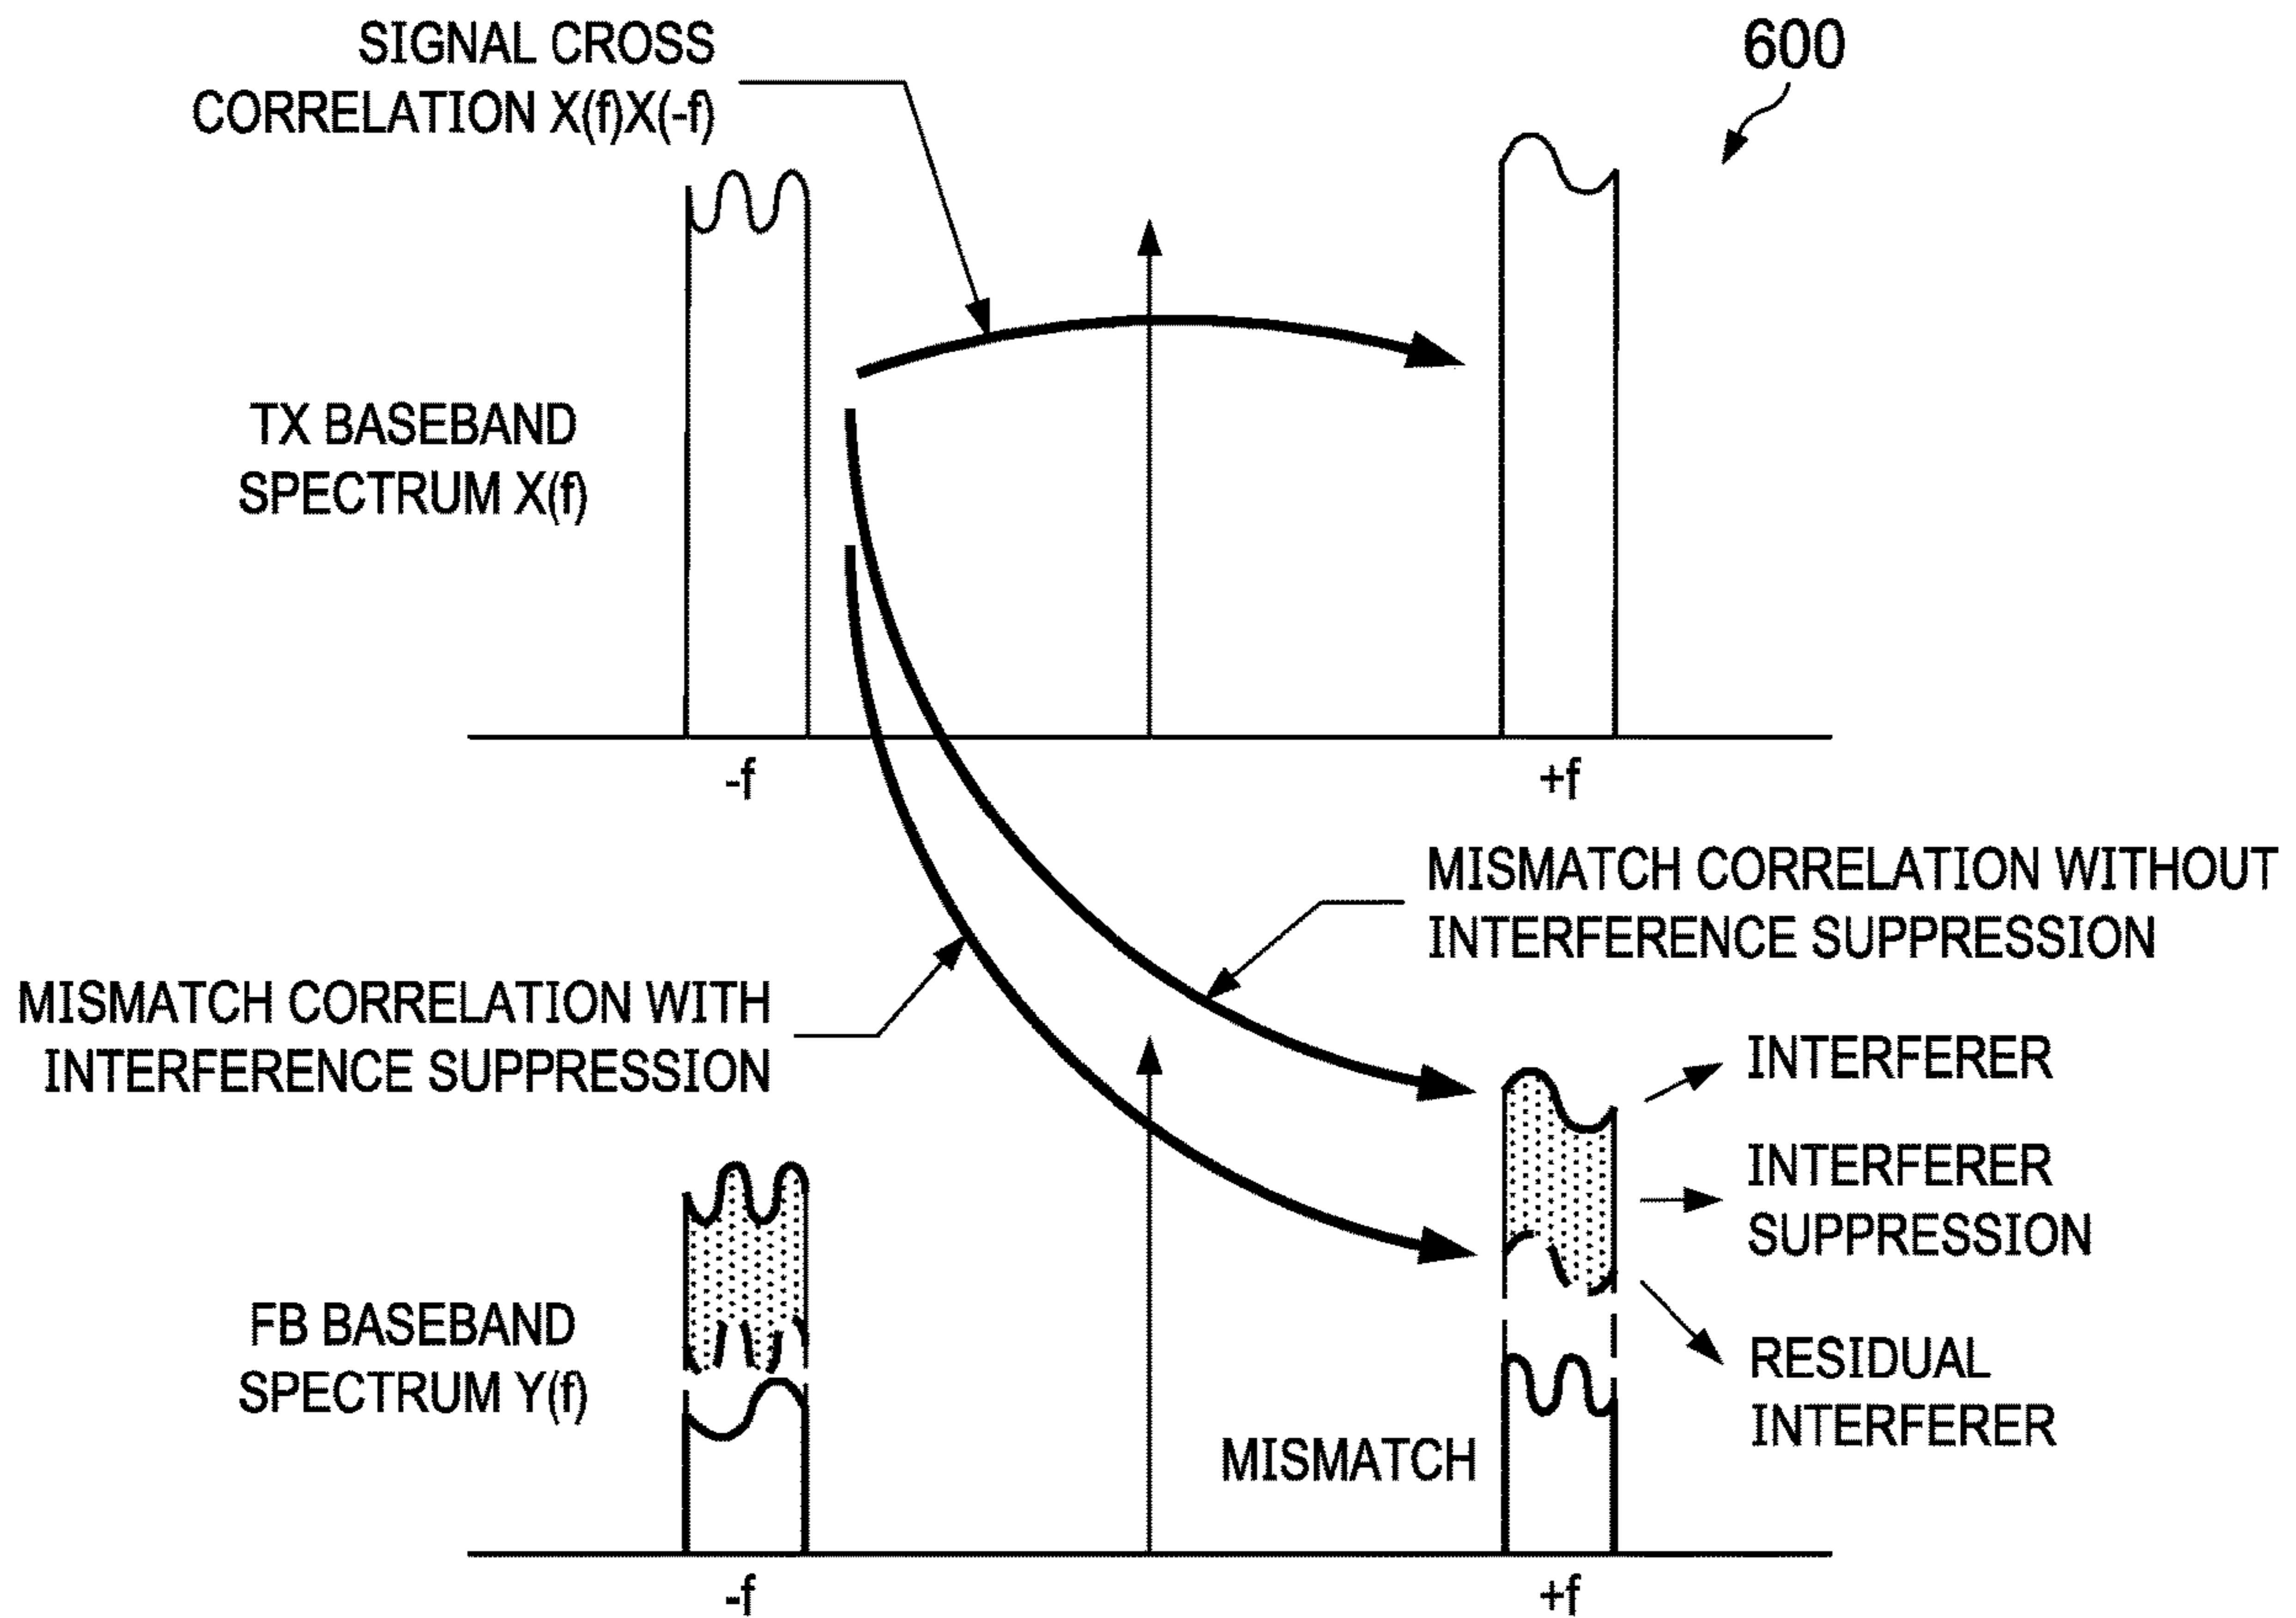 SIGNAL CROSS
CORRELATION X(f)X(-f)
600
TX BASEBAND
SPECTRUM X(f)
-f
+f
MISMATCH CORRELATION WITHOUT
INTERFERENCE SUPPRESSION
MISMATCH CORRELATION WITH
INTERFERENCE SUPPRESSION
INTERFERER
INTERFERER
SUPPRESSION
FB BASEBAND
SPECTRUM Y(f)
RESIDUAL
INTERFERER
MISMATCH
-f
+f